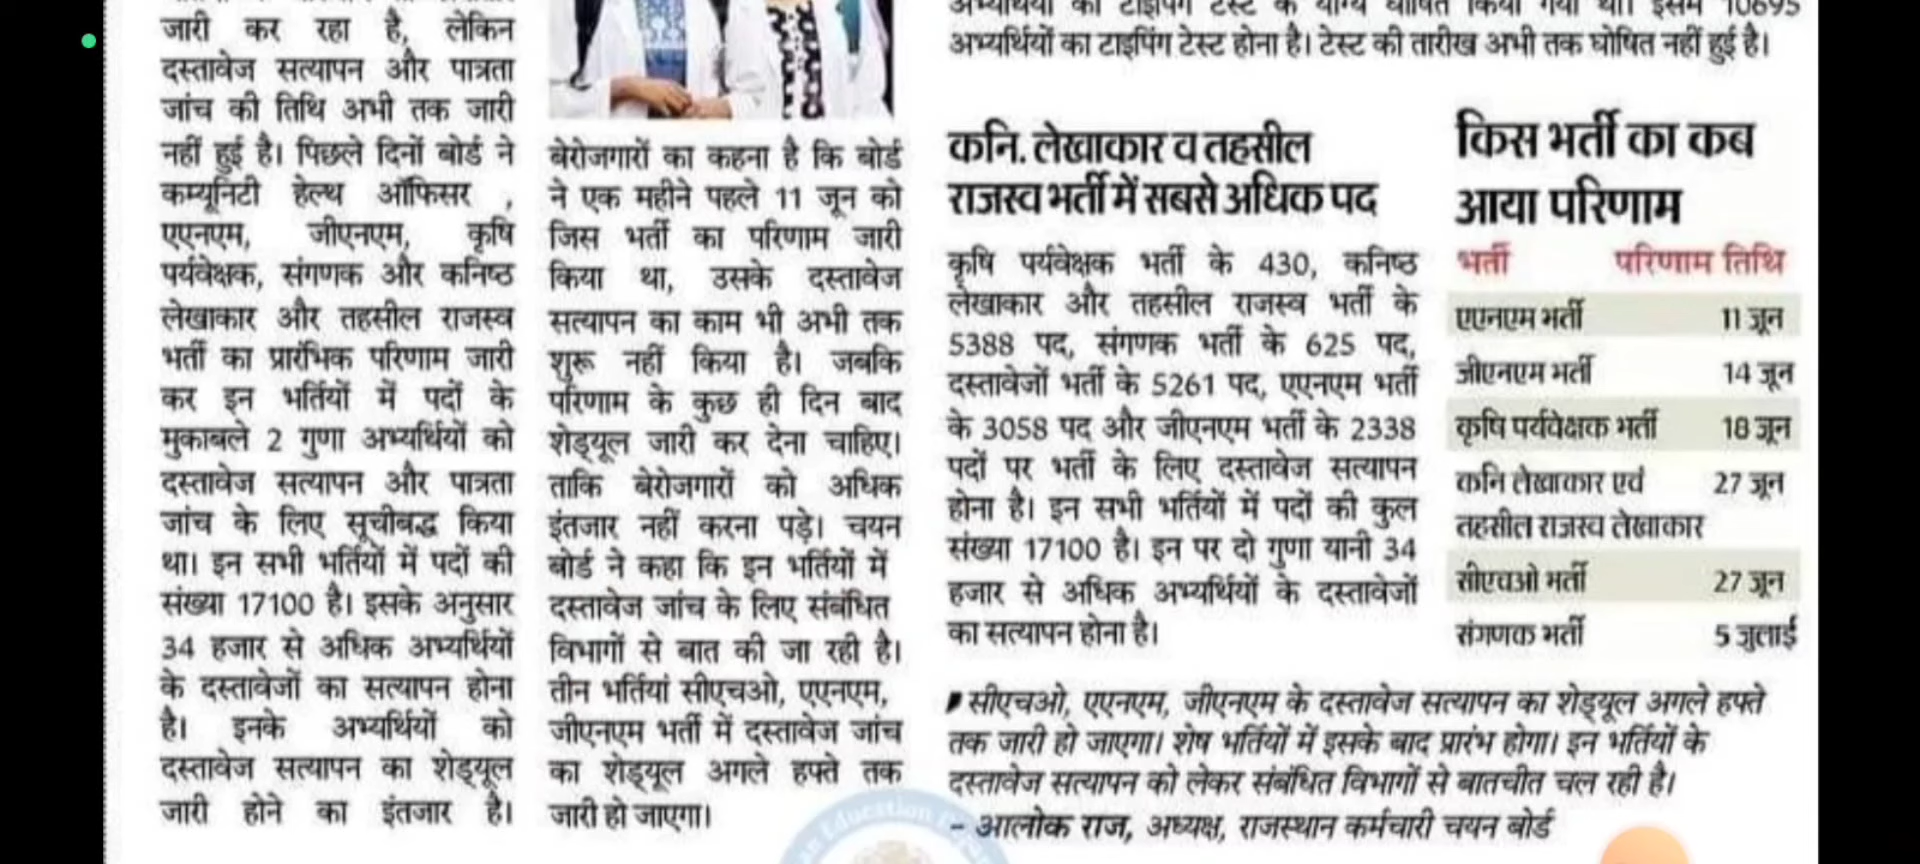 जारी कर रहा है, लेकिन
दस्तावेज सत्यापन और पात्रता
जांच की तिथि अभी तक जारी
नहीं हुई है। पिछले दिनों बोर्ड ने
कम्यूनिटी हेल्थ ऑफिसर ,
एएनएम, जीएनएम, कृषि
पर्यवेक्षक, संगणक और कनिष्ठ
लेखाकार और तहसील राजस्व
भर्ती का प्रारंभिक परिणाम जारी
कर इन भर्तियों में पदों के
मुकाबले 2 गुणा अभ्यर्थियों को
दस्तावेज सत्यापन और पात्रता
जांच के लिए सूचीबद्ध किया
था। इन सभी भर्तियों में पदों की
संख्या 17100 है। इसके अनुसार
34 हजार से अधिक अभ्यर्थियों
के दस्तावेजों का सत्यापन होना
है। इनके अभ्यर्थियों को
दस्तावेज सत्यापन का शेड्यूल
जारी होने का इंतजार है।
बेरोजगारों का कहना है कि बोर्ड
ने एक महीने पहले 11 जून को
जिस भर्ती का परिणाम जारी
किया था, उसके दस्तावेज
सत्यापन का काम भी अभी तक
शुरू नहीं किया है। जबकि
परिणाम के कुछ ही दिन बाद
शेड्यूल जारी कर देना चाहिए।
ताकि बेरोजगारों को अधिक
इंतजार नहीं करना पड़े। चयन
बोर्ड ने कहा कि इन भर्तियों में
दस्तावेज जांच के लिए संबंधित
विभागों से बात की जा रही है।
तीन भर्तियां सीएचओ, एएनएम,
जीएनएम भर्ती में दस्तावेज जांच
का शेड्यूल अगले हफ्ते तक
जारी हो जाएगा।
अभ्यर्थियों को टाइपिंग टेस्ट के योग्य घोषित किया गया था। इसमें 10695
अभ्यर्थियों का टाइपिंग टेस्ट होना है। टेस्ट की तारीख अभी तक घोषित नहीं हुई है।
कनि. लेखाकार व तहसील
राजस्व भर्ती में सबसे अधिक पद
कृषि पर्यवेक्षक भर्ती के 430, कनिष्ठ
लेखाकार और तहसील राजस्व भर्ती के
5388 पद, संगणक भर्ती के 625 पद,
दस्तावेजों भर्ती के 5261 पद, एएनएम भर्ती
के 3058 पद और जीएनएम भर्ती के 2338
पदों पर भर्ती के लिए दस्तावेज सत्यापन
होना है। इन सभी भर्तियों में पदों की कुल
संख्या 17100 है। इन पर दो गुणा यानी 34
हजार से अधिक अभ्यर्थियों के दस्तावेजों
का सत्यापन होना है।
किस भर्ती का कब
आया परिणाम
भर्ती परिणाम तिथि
एएनएम भर्ती 11 जून
जीएनएम भर्ती 14 जून
कृषि पर्यवेक्षक भर्ती 18 जून
कनि लेखाकार एवं 27 जून
तहसील राजस्व लेखाकार
सीएचओ भर्ती 27 जून
संगणक भर्ती 5 जुलाई
सीएचओ, एएनएम, जीएनएम के दस्तावेज सत्यापन का शेड्यूल अगले हफ्ते
तक जारी हो जाएगा। शेष भर्तियों में इसके बाद प्रारंभ होगा। इन भर्तियों के
दस्तावेज सत्यापन को लेकर संबंधित विभागों से बातचीत चल रही है।
- आलोक राज, अध्यक्ष, राजस्थान कर्मचारी चयन बोर्ड
Education